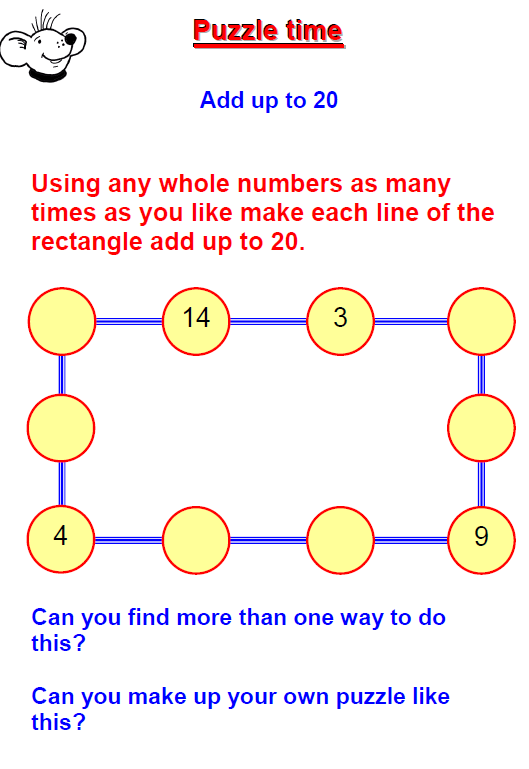 Puzzle time
Add up to 20
Using any whole numbers as many
times as you like make each line of the
rectangle add up to 20.
14 3
4 9
Can you find more than one way to do
this?
Can you make up your own puzzle like
this?